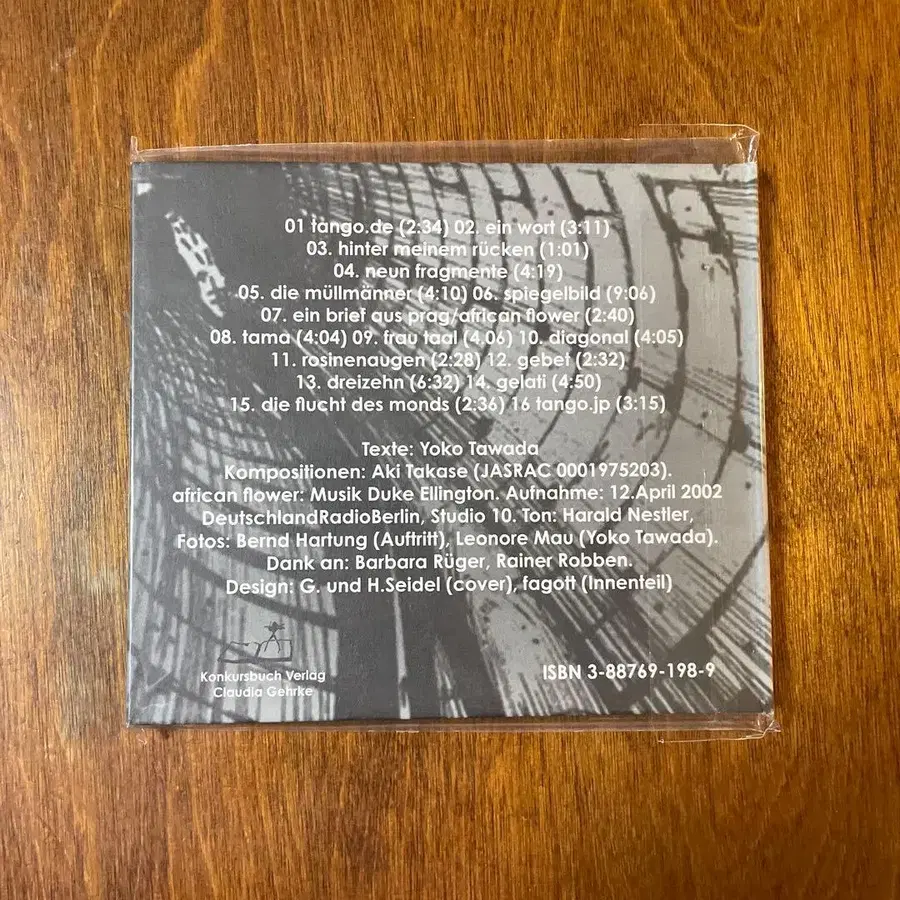 01 tango.de (2:34) 02. ein wort (3:11)
03. hinter meinem rücken (1:01)
04. neun fragmente (4:19)
05. die müllmänner (4:10) 06. spiegelbild (9:06)
07. ein brief aus prag/african flower (2:40)
08. tama (4:04) 09. frau taal (4.06) 10. diagonal (4:05)
11. rosinenaugen (2:28) 12. gebet (2:32)
13. dreizehn (6:32) 14. gelati (4:50)
15. die flucht des monds (2:36) 16 tango.jp (3:15)
Texte: Yoko Tawada
Kompositionen: Aki Takase (JASRAC 0001975203).
african flower: Musik Duke Ellington. Aufnahme: 12.April 2002
DeutschlandRadioBerlin, Studio 10. Ton: Harald Nestler,
Fotos: Bernd Hartung (Auftritt), Leonore Mau (Yoko Tawada).
Dank an: Barbara Rüger, Rainer Robben.
Design: G. und H.Seidel (cover), fagott (Innenteil)
Konkursbuch Verlag
Claudia Gehrke
ISBN 3-88769-198-9